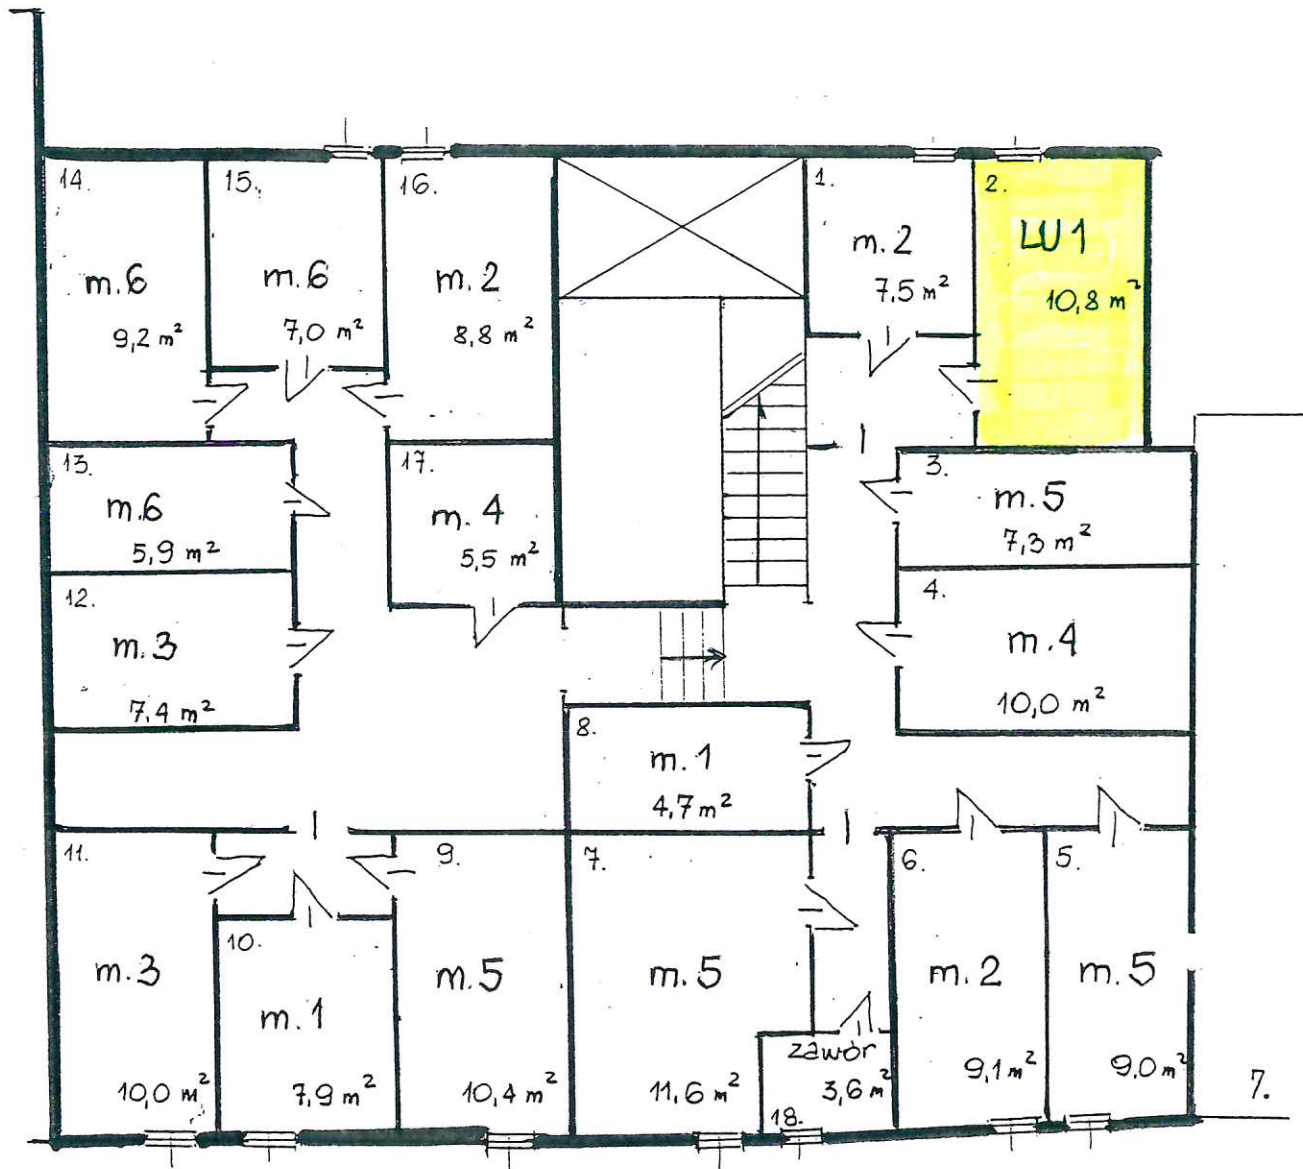 14.
m.6
9,2 m²
15.
m.6
7,0 m²
16.
m.2
8,8 m²
1.
m.2
7,5 m²
2.
LU 1
10,8 m²
13.
m.6
5,9 m²
17.
m.4
5,5 m²
3.
m.5
7,3 m²
12.
m.3
7,4 m²
4.
m.4
10,0 m²
8.
m.1
4,7 m²
11.
m.3
10,0 m²
10.
m.1
7,9 m²
9.
m.5
10,4 m²
7.
m.5
11,6 m²
zawór
3,6 m²
18.
6.
m.2
9,1 m²
5.
m.5
9,0 m²
7.